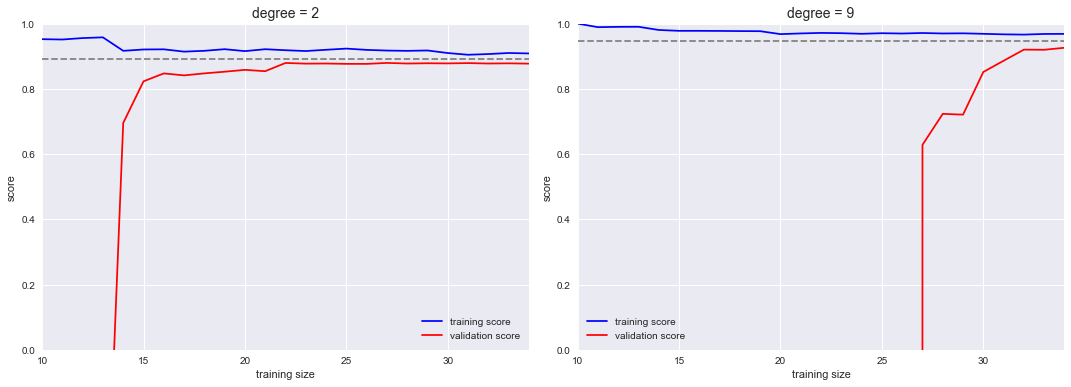 degree = 2
score
1.0
0.8
0.6
0.4
0.2
0.0
training score
validation score
10 15 20 25 30
training size
degree = 9
score
1.0
0.8
0.6
0.4
0.2
0.0
training score
validation score
10 15 20 25 30
training size